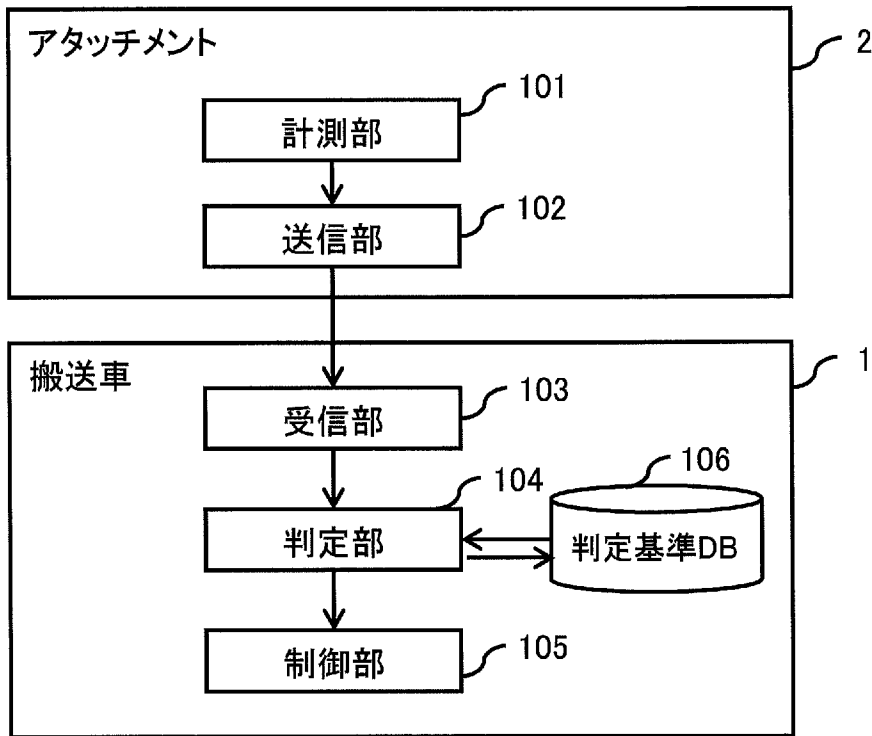 アタッチメント
2
101
計測部
102
送信部
搬送車
1
103
受信部
104
106
判定部
判定基準DB
制御部
105